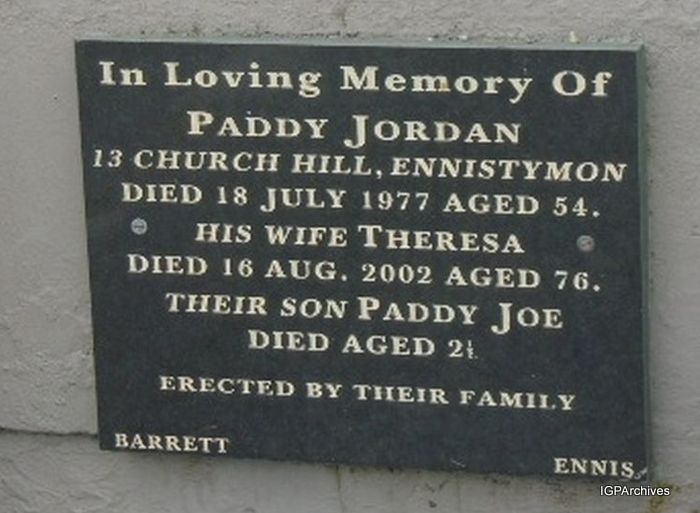 In Loving Memory Of
PADDY JORDAN
13 CHURCH HILL, ENNISTYMON
DIED 18 JULY 1977 AGED 54.
HIS WIFE THERESA
DIED 16 AUG. 2002 AGED 76.
THEIR SON PADDY JOE
DIED AGED 2½
ERECTED BY THEIR FAMILY
BARRETT
ENNIS
IGPArchives